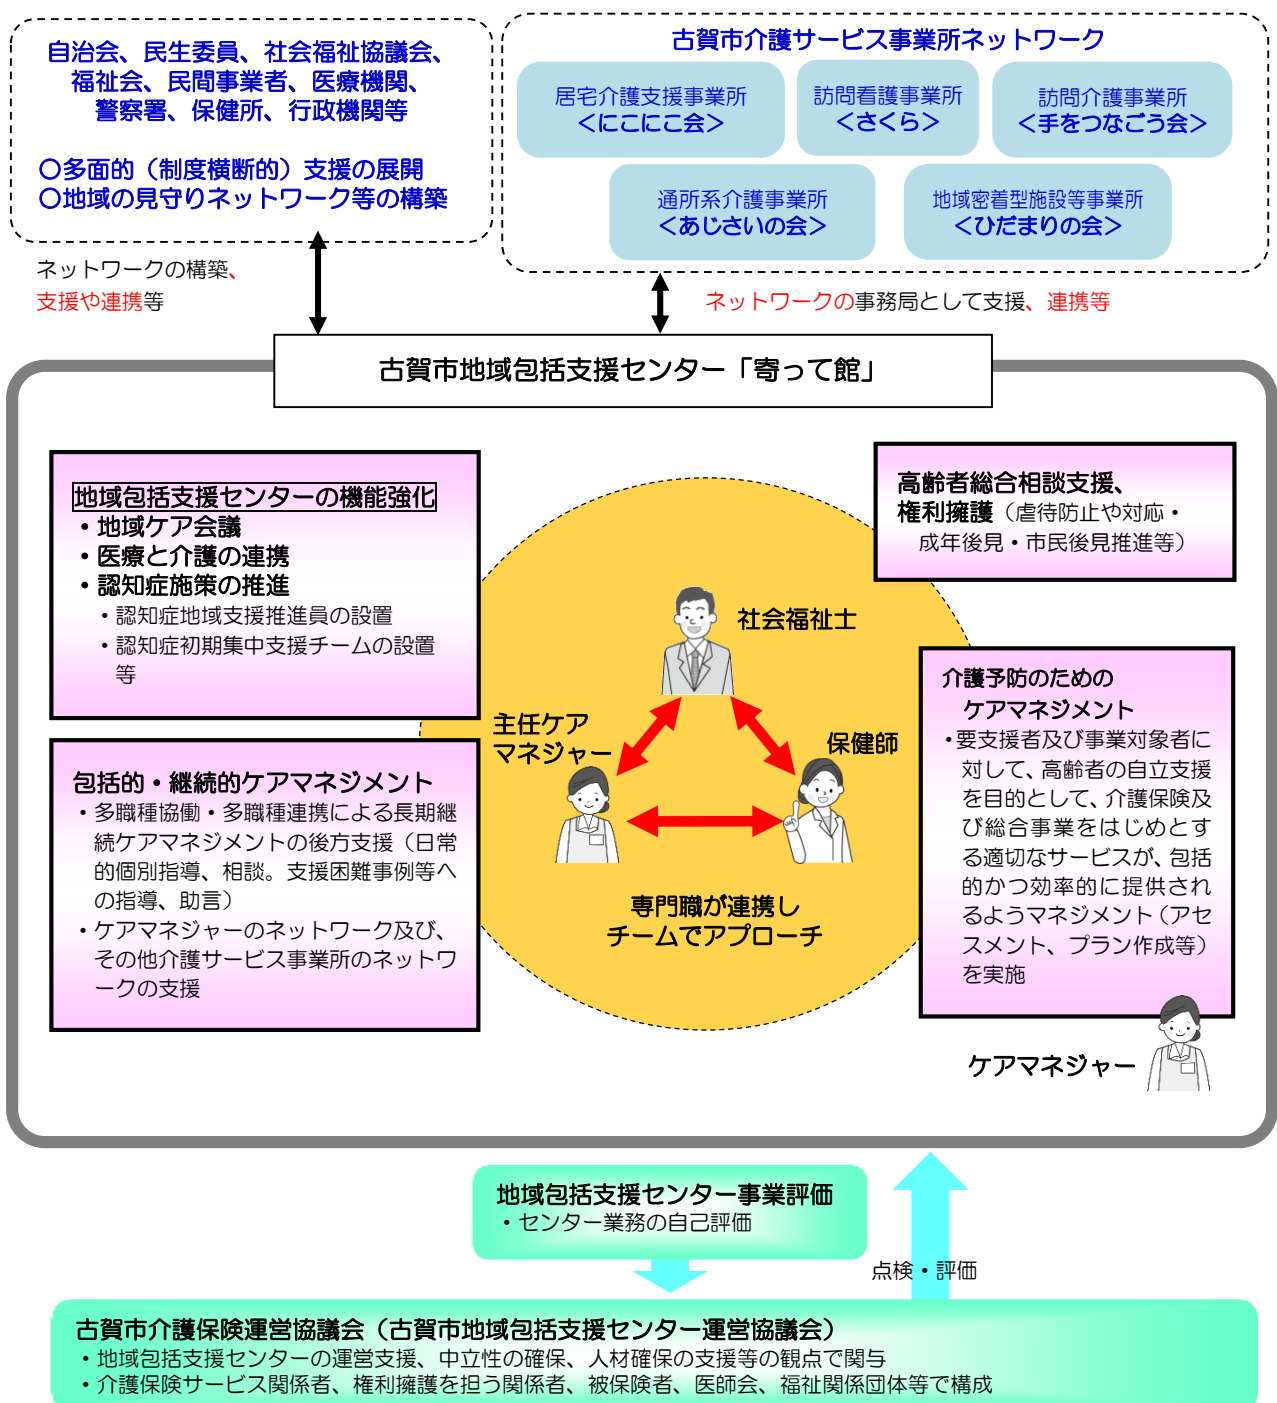 自治会、民生委員、社会福祉協議会、
福祉会、民間事業者、医療機関、
警察署、保健所、行政機関等
〇多面的（制度横断的）支援の展開
〇地域の見守りネットワーク等の構築
古賀市介護サービス事業所ネットワーク
居宅介護支援事業所
＜にこにこ会＞
訪問看護事業所
＜さくら＞
訪問介護事業所
＜手をつなごう会＞
通所系介護事業所
＜あじさいの会＞
地域密着型施設等事業所
＜ひだまりの会＞
ネットワークの構築、
支援や連携等
ネットワークの事務局として支援、連携等
古賀市地域包括支援センター「寄って館」
地域包括支援センターの機能強化
・地域ケア会議
・医療と介護の連携
・認知症施策の推進
・認知症地域支援推進員の設置
・認知症初期集中支援チームの設置
等
高齢者総合相談支援、
権利擁護（虐待防止や対応・
成年後見・市民後見推進等）
社会福祉士
主任ケア
マネジャー
保健師
専門職が連携し
チームでアプローチ
包括的・継続的ケアマネジメント
・多職種協働・多職種連携による長期継
続ケアマネジメントの後方支援（日常
的個別指導、相談。支援困難事例等へ
の指導、助言）
・ケアマネジャーのネットワーク及び、
その他介護サービス事業所のネットワ
ークの支援
介護予防のための
ケアマネジメント
・要支援者及び事業対象者に
対して、高齢者の自立支援
を目的として、介護保険及
び総合事業をはじめとす
る適切なサービスが、包括
的かつ効率的に提供され
るようマネジメント（アセ
スメント、プラン作成等）
を実施
ケアマネジャー
地域包括支援センター事業評価
・センター業務の自己評価
点検・評価
古賀市介護保険運営協議会（古賀市地域包括支援センター運営協議会）
・地域包括支援センターの運営支援、中立性の確保、人材確保の支援等の観点で関与
・介護保険サービス関係者、権利擁護を担う関係者、被保険者、医師会、福祉関係団体等で構成